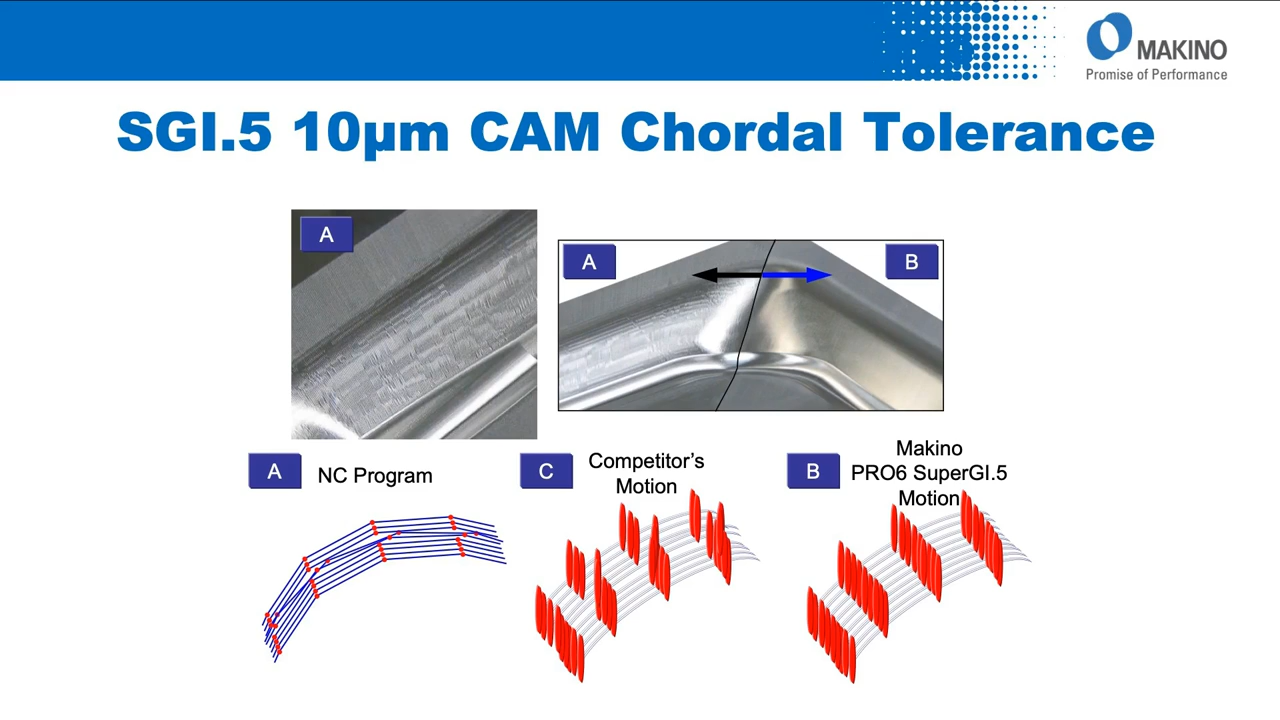 MAKINO
Promise of Performance
SGI.5 10µm CAM Chordal Tolerance
A
A
B
A
NC Program
C
Competitor's
Motion
B
Makino
PRO6 SuperGI.5
Motion